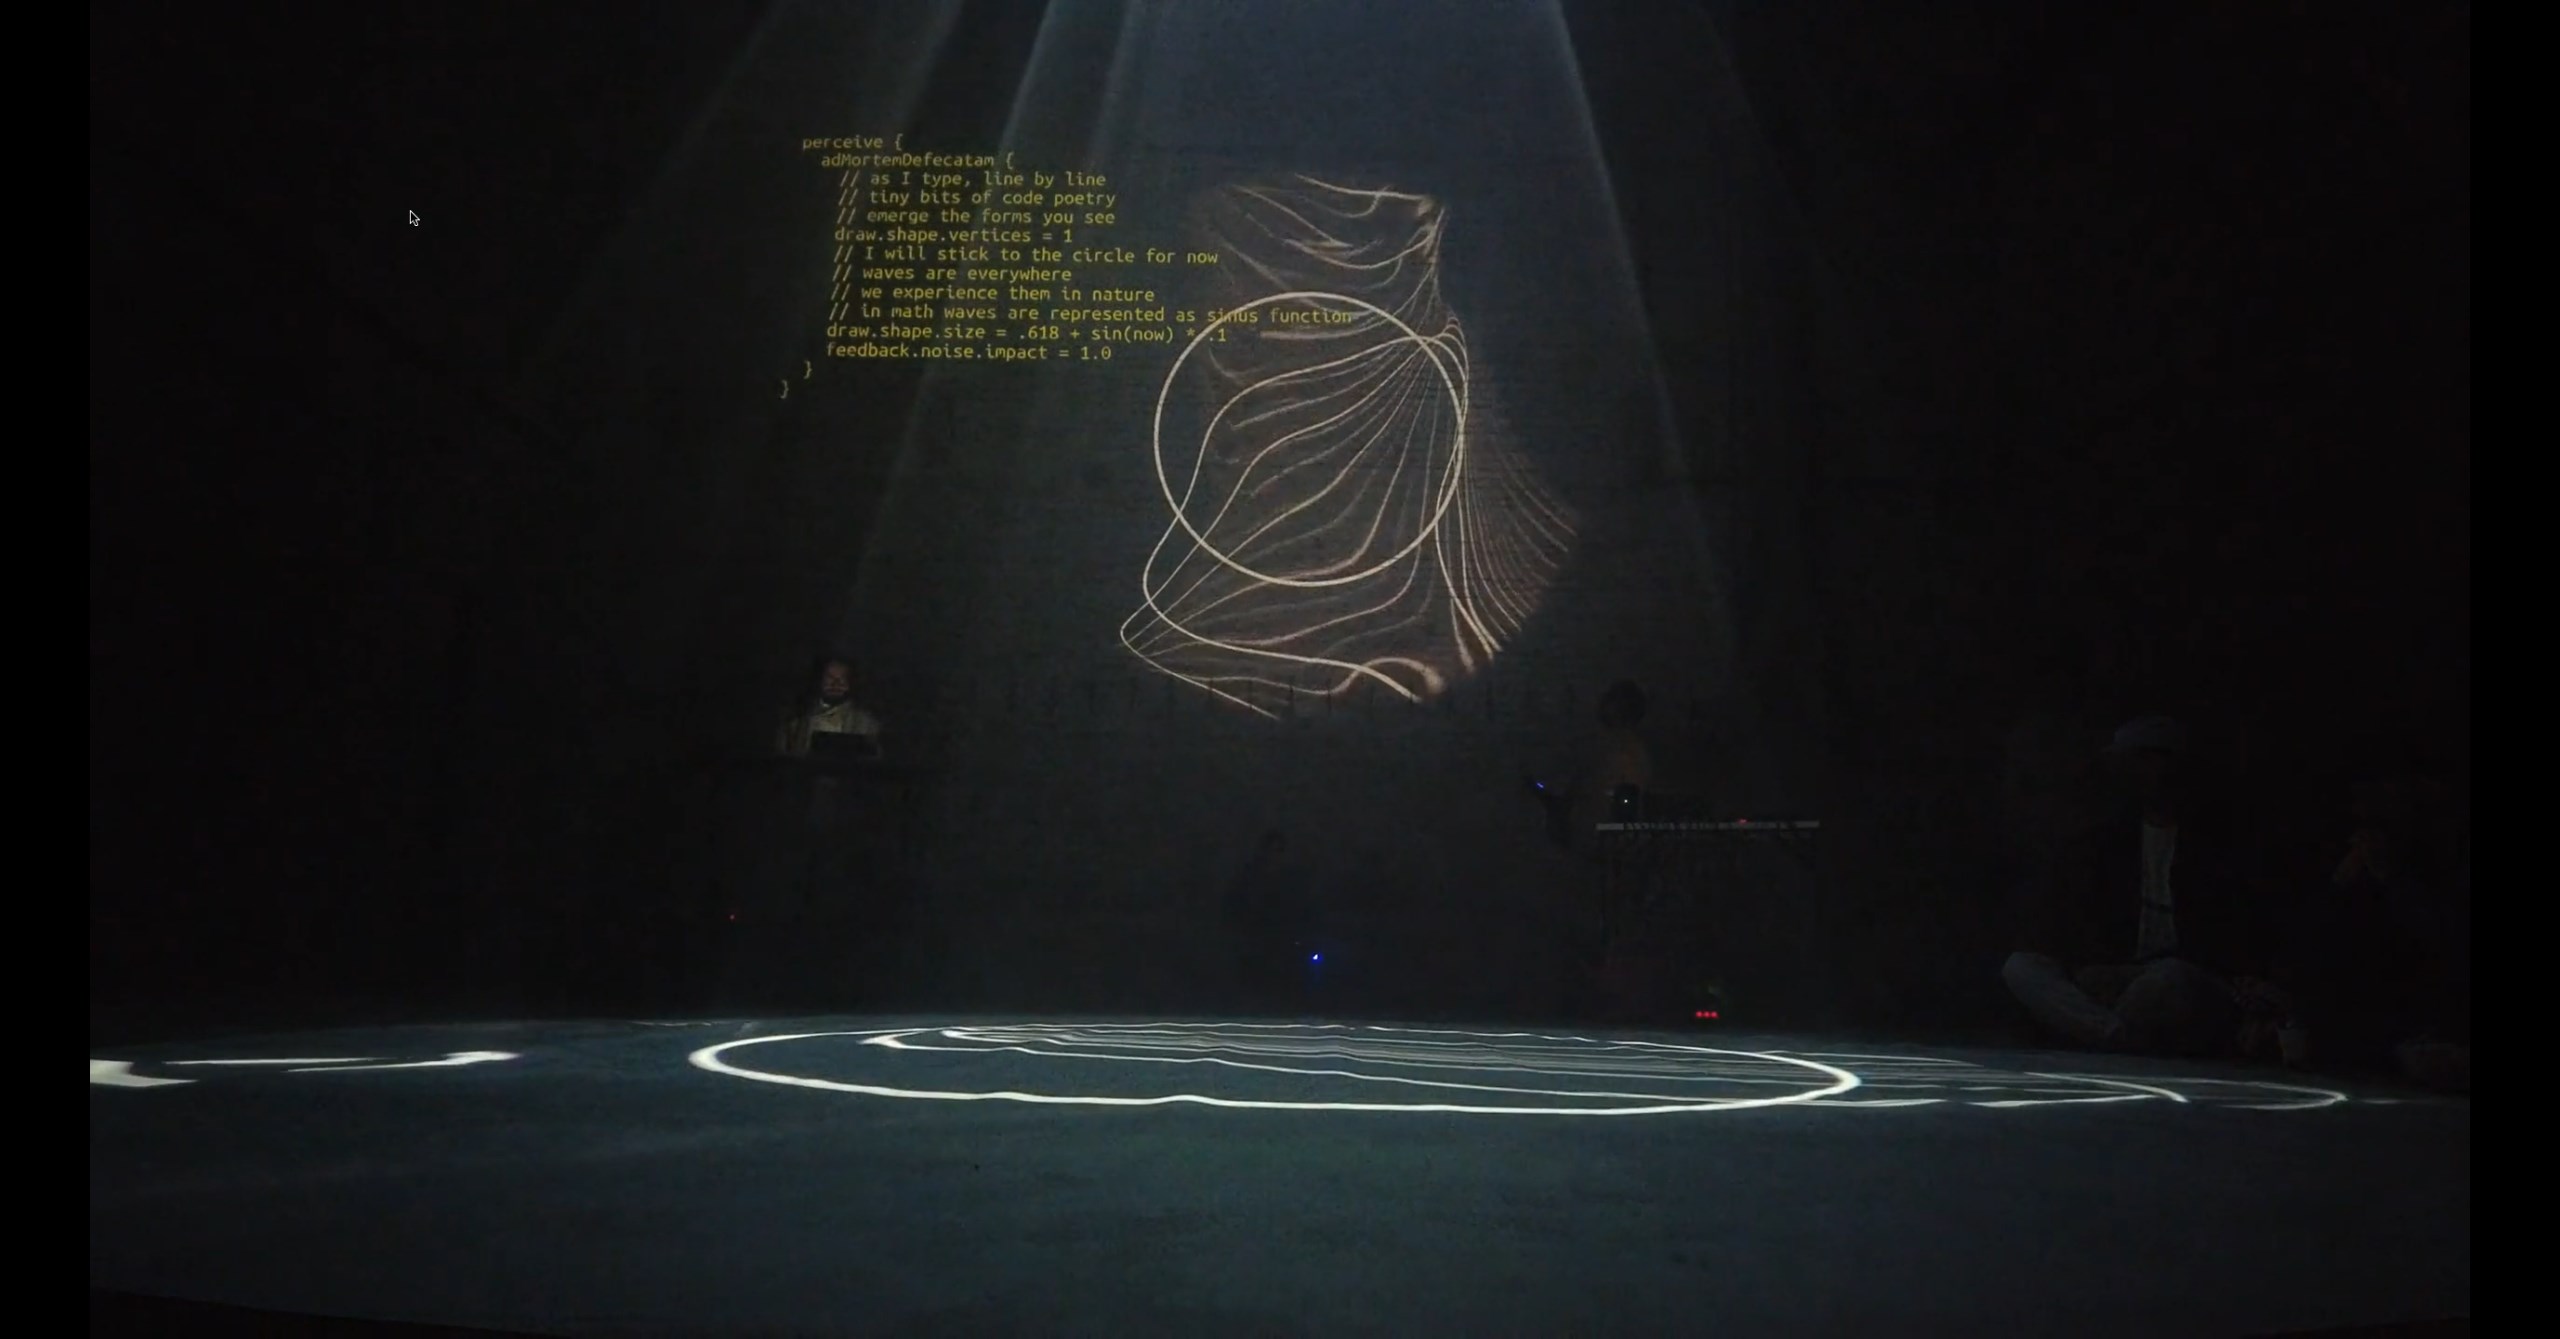 perceive {
adMortemDefecatam {
// as I type, line by line
// tiny bits of code poetry
// emerge the forms you see
draw.shape.vertices = 1
// I will stick to the circle for now
// waves are everywhere
// we experience them in nature
// in math waves are represented as sinus function
draw.shape.size = .618 + sin(now) * .1
feedback.noise.impact = 1.0
}
}